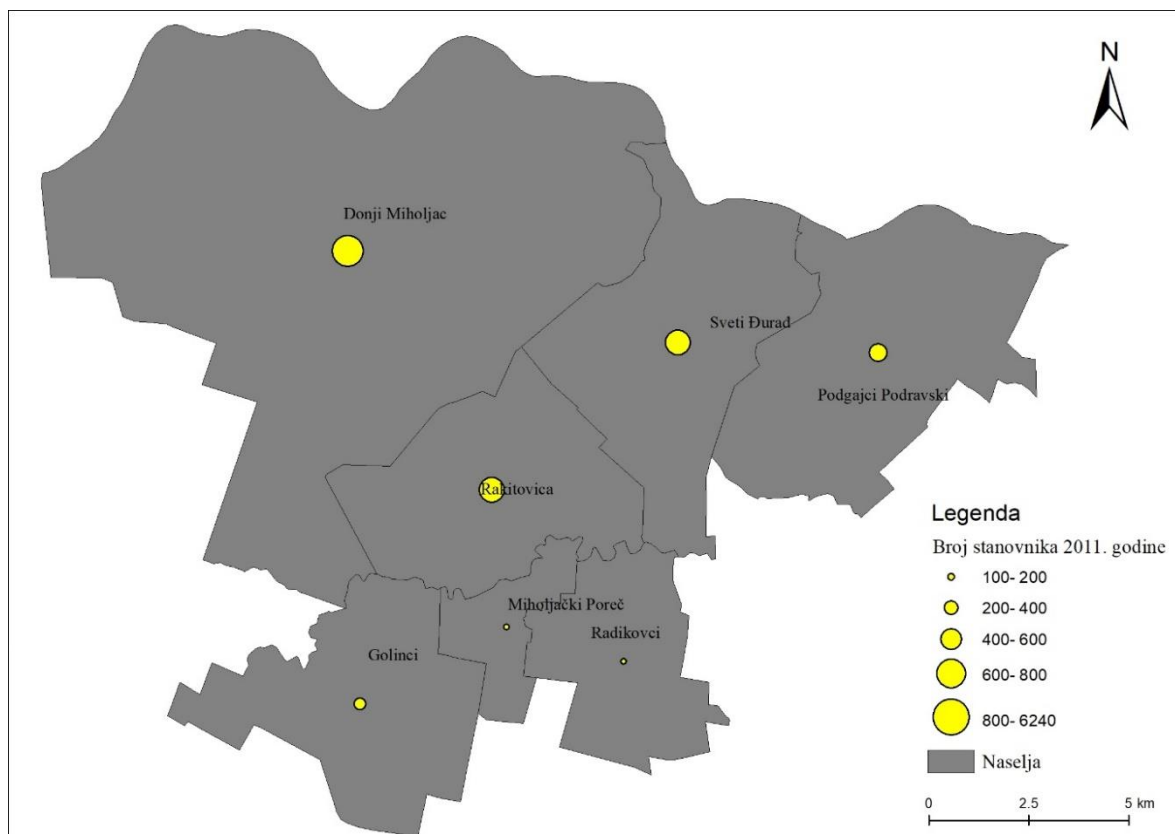 N
Donji Miholjac
Sveti Đurađ
Podgajci Podravski
Rakitovica
Miholjački Poreč
Radikovci
Golinci
Legenda
Broj stanovnika 2011. godine
100- 200
200- 400
400- 600
600- 800
800- 6240
Naselja
0 2.5 5 km